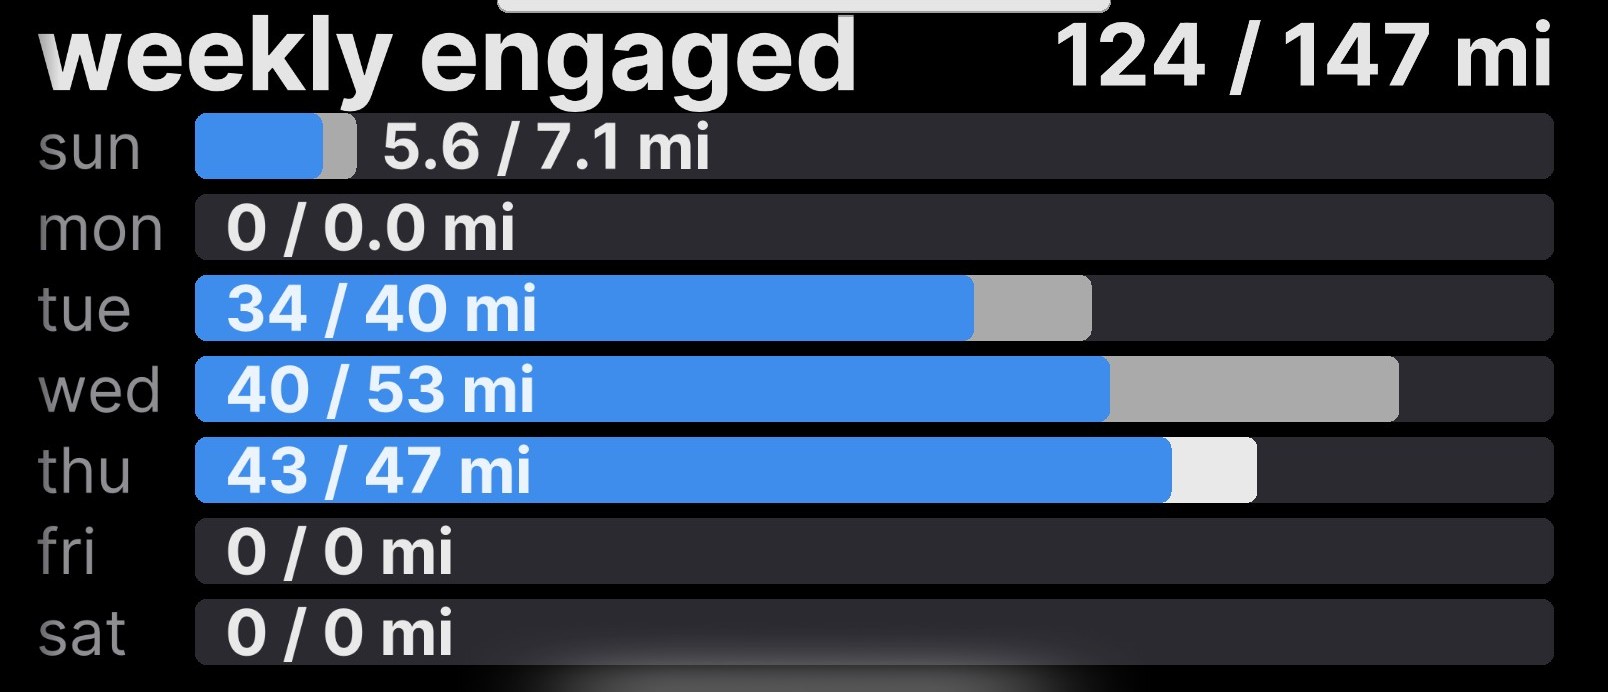 weekly engaged 124 / 147 mi
sun 5.6 / 7.1 mi
mon 0 / 0.0 mi
tue 34 / 40 mi
wed 40 / 53 mi
thu 43 / 47 mi
fri 0 / 0 mi
sat 0 / 0 mi